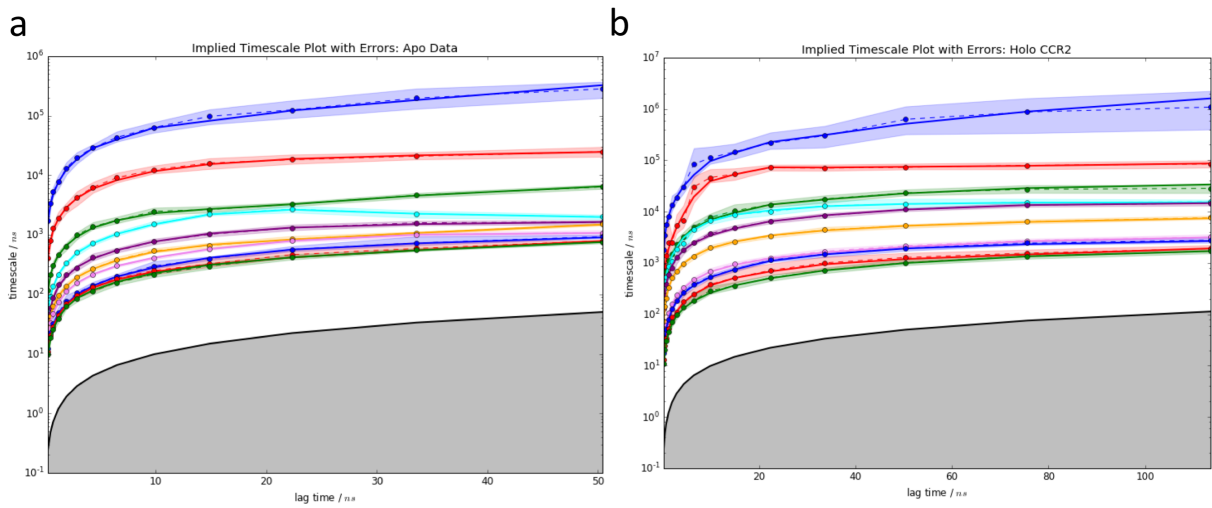 a
b
Implied Timescale Plot with Errors: Apo Data
Implied Timescale Plot with Errors: Holo CCR2
10^6
10^5
10^4
10^3
10^2
10^1
10^0
10^-1
timescale / ns
10 20 30 40 50
lag time / ns
10^7
10^6
10^5
10^4
10^3
10^2
10^1
10^0
10^-1
timescale / ns
20 40 60 80 100
lag time / ns